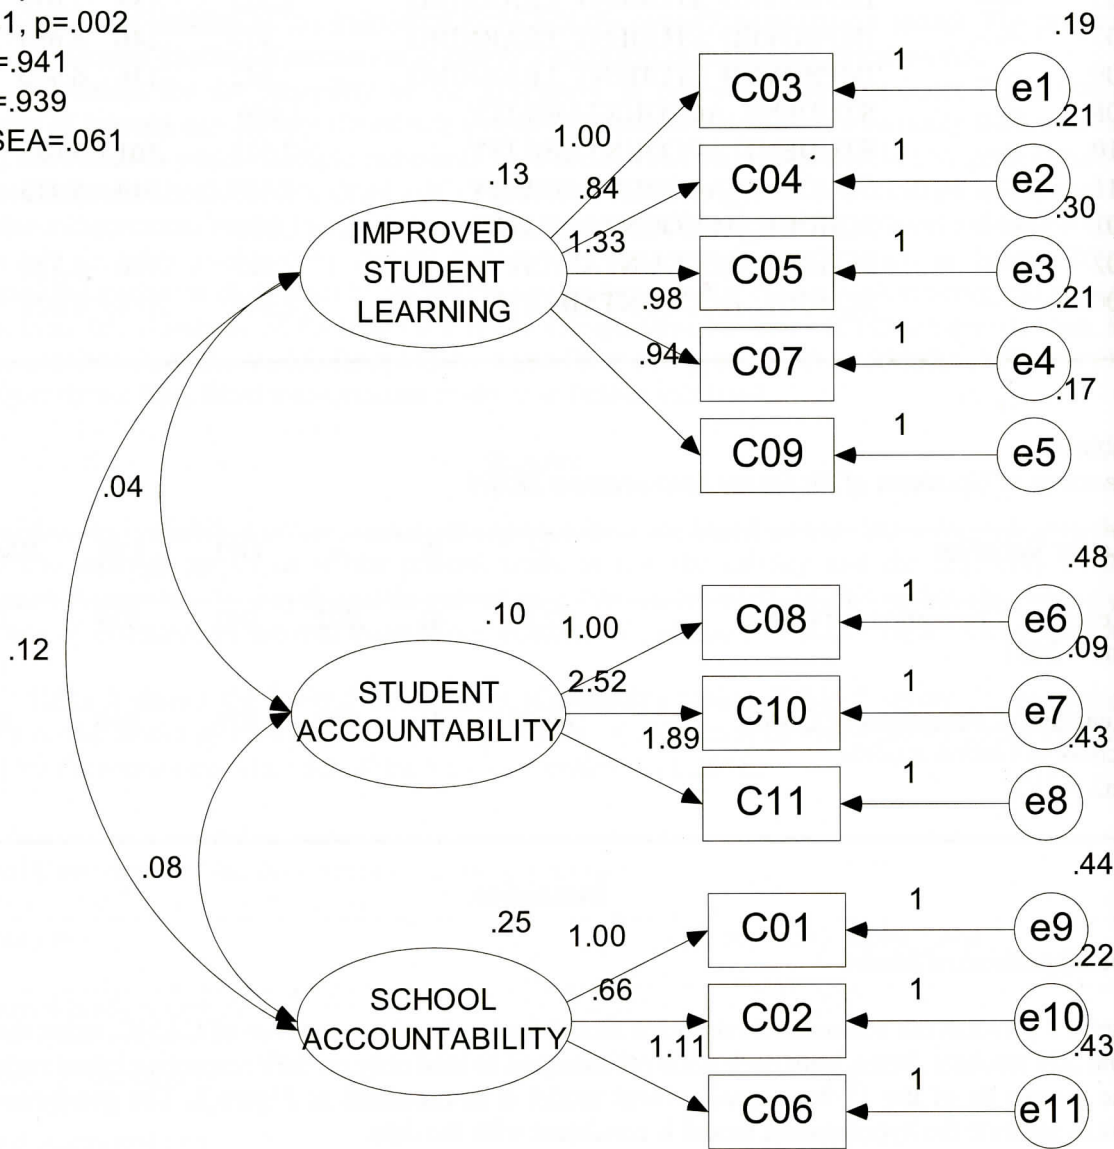 1, p=.002
=.941
=.939
SEA=.061
.19
1
C03
e1
1.00
.21
.13
1
.84
C04
e2
.30
IMPROVED
STUDENT
LEARNING
1.33
1
C05
e3
.98
.21
1
.94
C07
e4
.17
1
C09
e5
.04
.48
1
.10
1.00
C08
e6
.09
.12
STUDENT
ACCOUNTABILITY
2.52
1
C10
e7
1.89
.43
1
C11
e8
.08
.44
1
.25
1.00
C01
e9
.22
SCHOOL
ACCOUNTABILITY
.66
1
C02
e10
1.11
.43
1
C06
e11